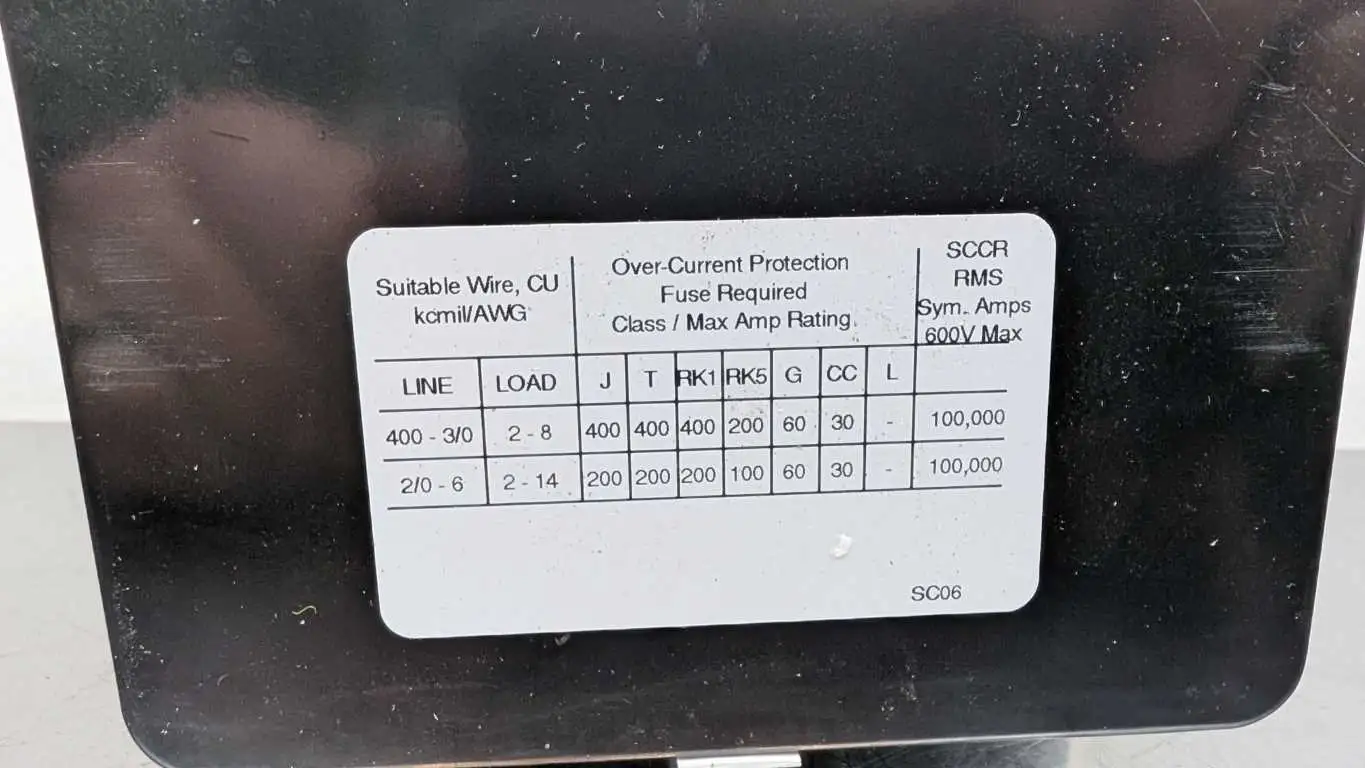 Suitable Wire, CU
kcmil/AWG
Over-Current Protection
Fuse Required
Class / Max Amp Rating.
SCCR
RMS
Sym. Amps
600V Max
LINE LOAD J T RK1 RK5 G CC L
400 - 3/0 2 - 8 400 400 400 200 60 30 - 100,000
2/0 - 6 2 - 14 200 200 200 100 60 30 - 100,000
SC06